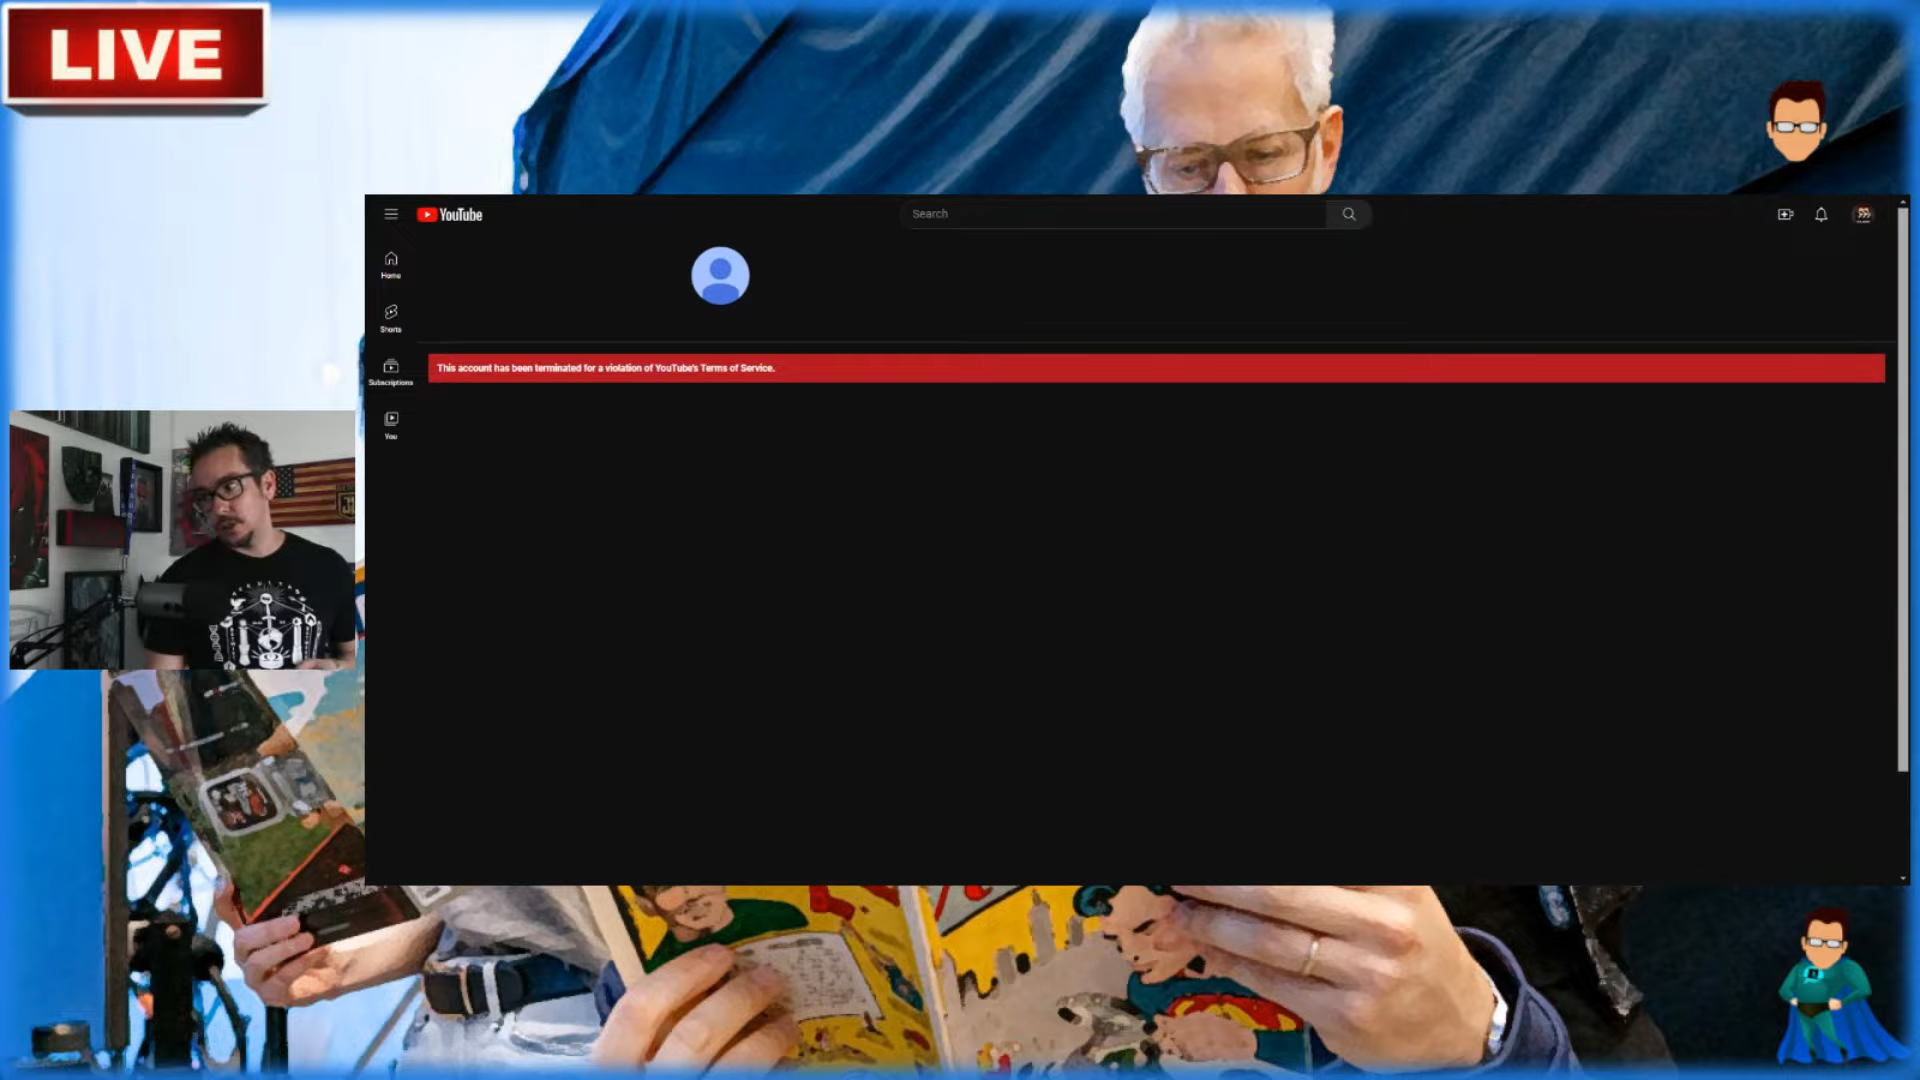 LIVE
YouTube
Search
Home
Shorts
Subscriptions
You
This account has been terminated for a violation of YouTube's Terms of Service.